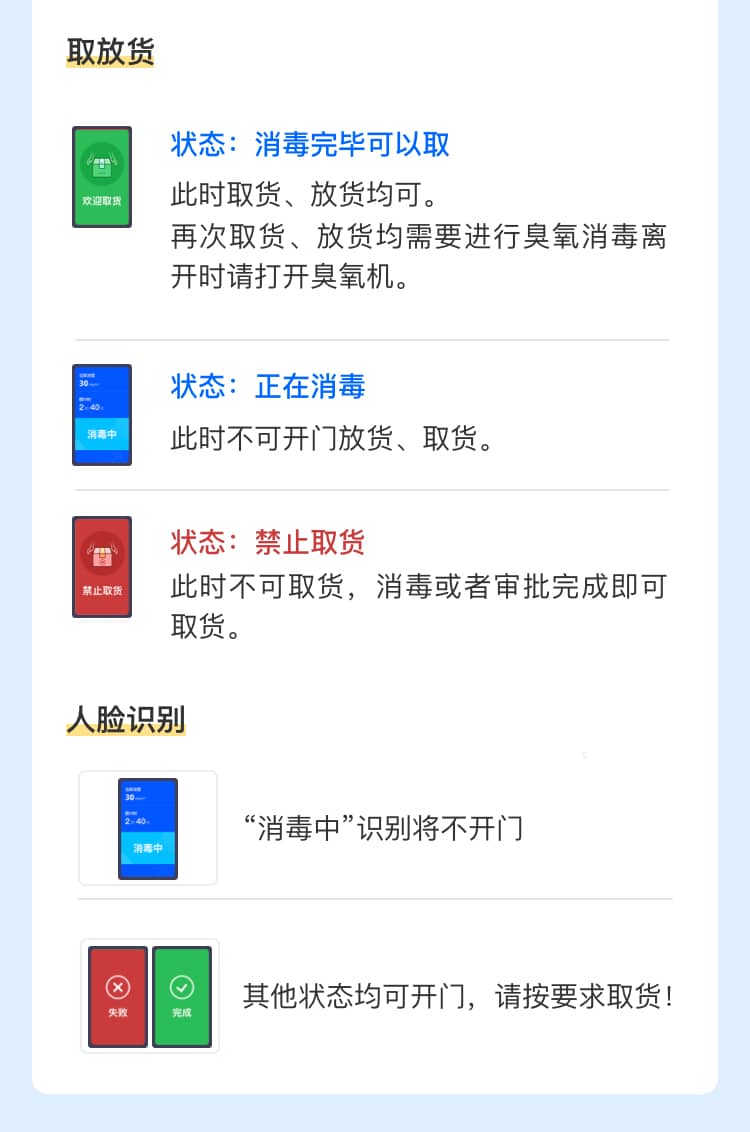 取放货
欢迎取货
状态：消毒完毕可以取
此时取货、放货均可。
再次取货、放货均需要进行臭氧消毒离
开时请打开臭氧机。
30
2 40
消毒中
状态：正在消毒
此时不可开门放货、取货。
禁止取货
状态：禁止取货
此时不可取货，消毒或者审批完成即可
取货。
人脸识别
30
2 40
消毒中
“消毒中”识别将不开门
失败
完成
其他状态均可开门，请按要求取货！